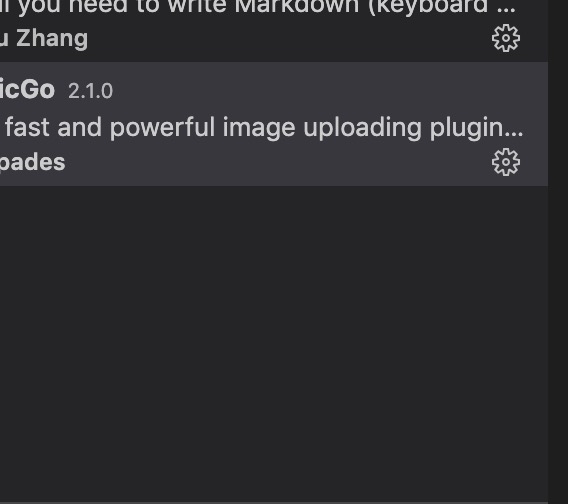 ll you need to write Markdown (keyboard ...
u Zhang
icGo 2.1.0
fast and powerful image uploading plugin...
pades